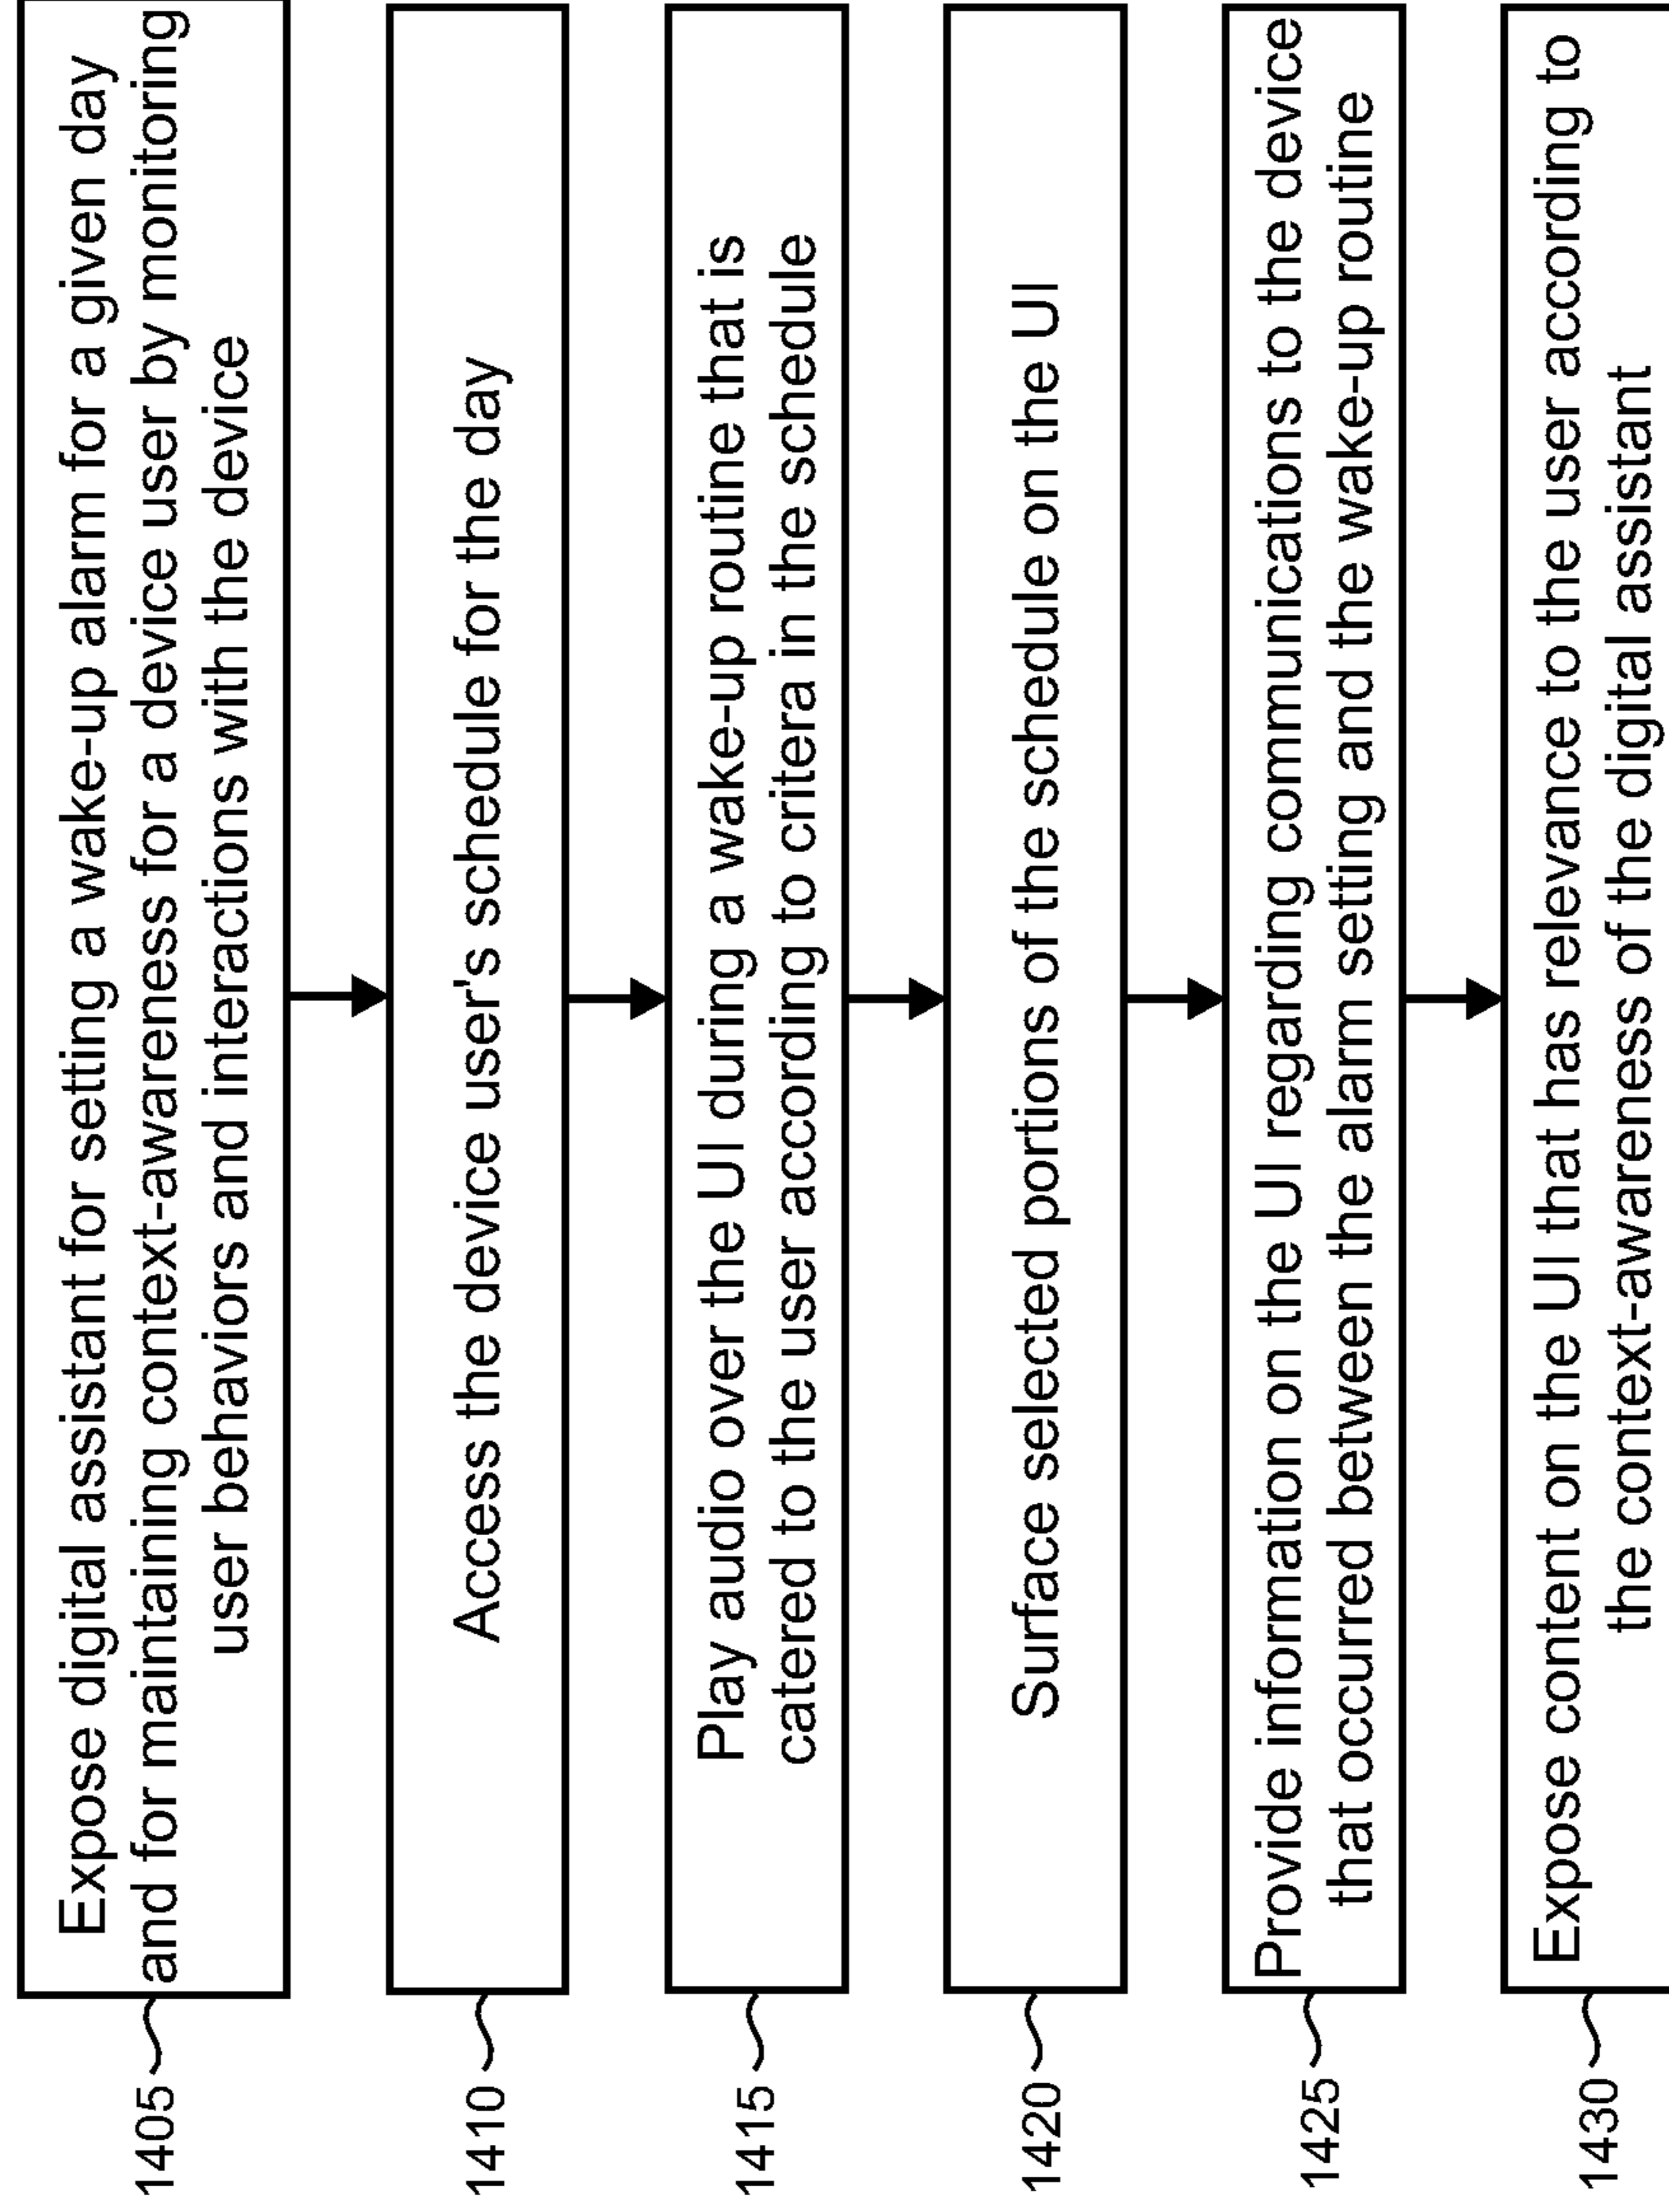 Expose digital assistant for setting a wake-up alarm for a given day
and for maintaining context-awareness for a device user by monitoring
user behaviors and interactions with the device
1405
Access the device user's schedule for the day
1410
Play audio over the UI during a wake-up routine that is
catered to the user according to critera in the schedule
1415
Surface selected portions of the schedule on the UI
1420
Provide information on the UI regarding communications to the device
that occurred between the alarm setting and the wake-up routine
1425
Expose content on the UI that has relevance to the user according to
the context-awareness of the digital assistant
1430